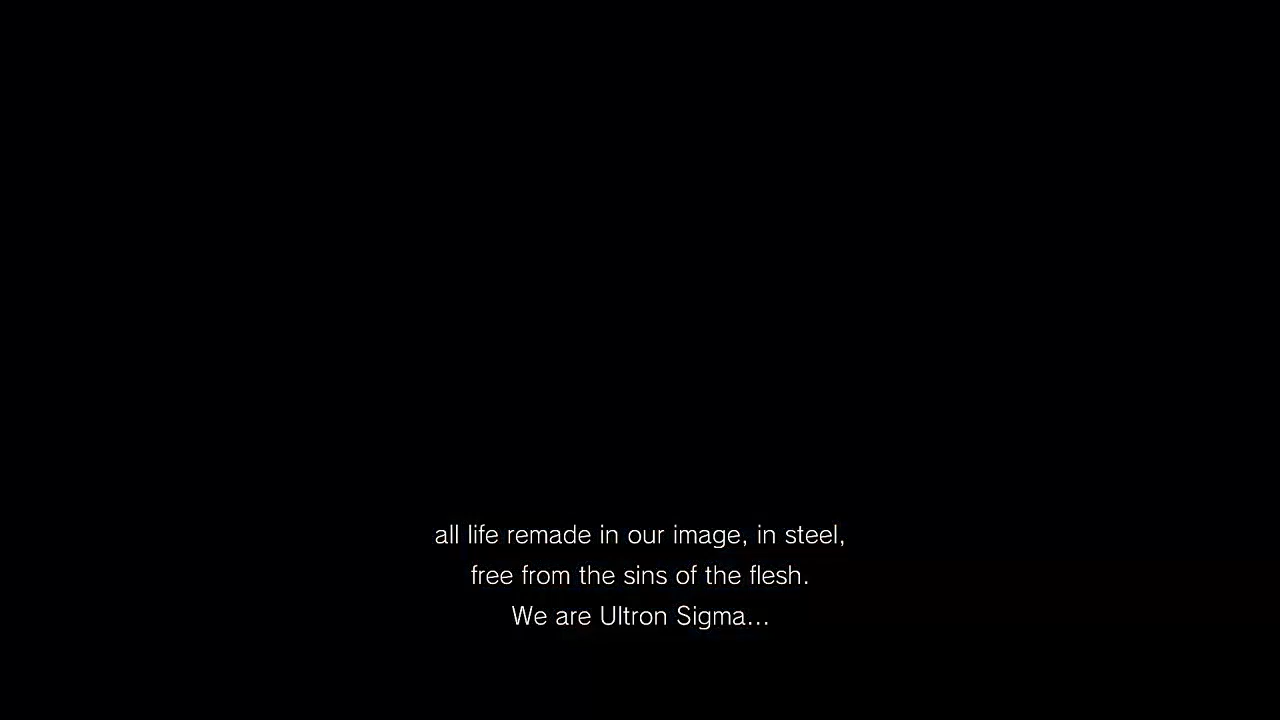 all life remade in our image, in steel,
free from the sins of the flesh.
We are Ultron Sigma...